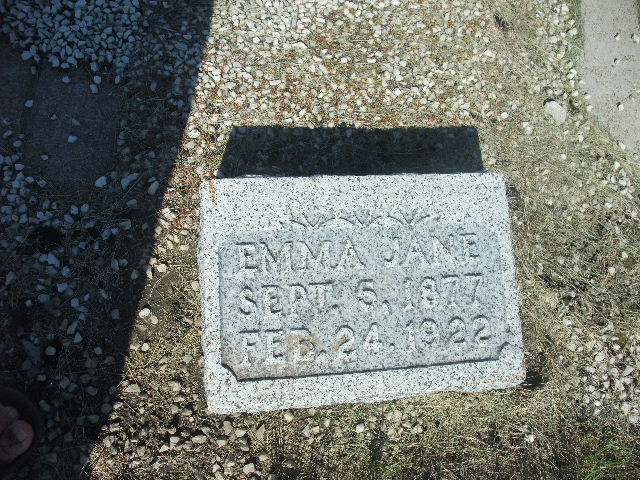 EMMA JANE
SEPT. 5, 1877
FEB. 24, 1922